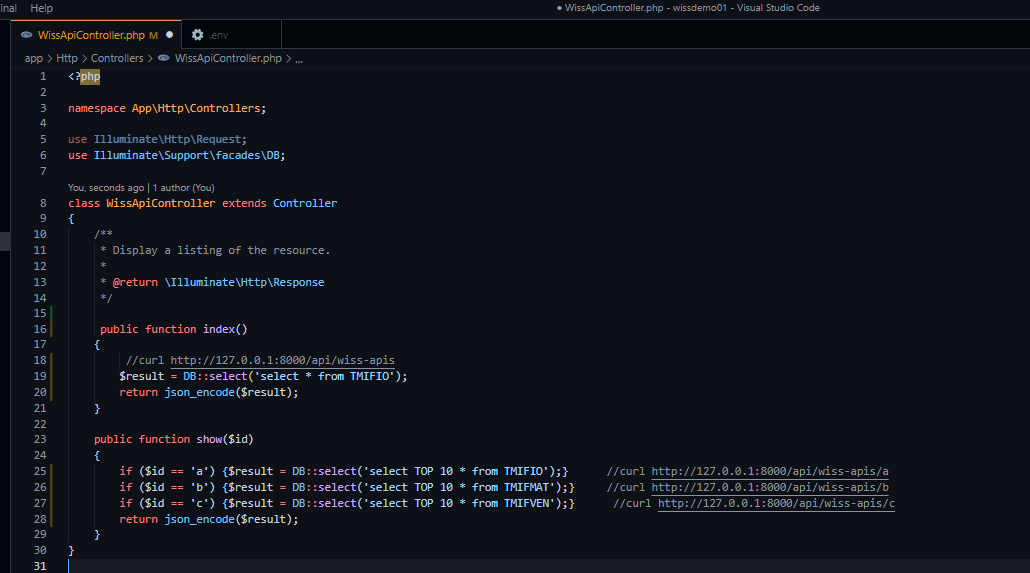 inal Help
● WissApiController.php - wissdemo01 - Visual Studio Code
WissApiController.php M ● .env
app > Http > Controllers > WissApiController.php > ...
1 <?php
2
3 namespace App\Http\Controllers;
4
5 use Illuminate\Http\Request;
6 use Illuminate\Support\facades\DB;
7
You, seconds ago | 1 author (You)
8 class WissApiController extends Controller
9 {
10 /**
11 * Display a listing of the resource.
12 *
13 * @return \Illuminate\Http\Response
14 */
15
16 public function index()
17 {
18 //curl http://127.0.0.1:8000/api/wiss-apis
19 $result = DB::select('select * from TMIFIO');
20 return json_encode($result);
21 }
22
23 public function show($id)
24 {
25 if ($id == 'a') {$result = DB::select('select TOP 10 * from TMIFIO');} //curl http://127.0.0.1:8000/api/wiss-apis/a
26 if ($id == 'b') {$result = DB::select('select TOP 10 * from TMIFMAT');} //curl http://127.0.0.1:8000/api/wiss-apis/b
27 if ($id == 'c') {$result = DB::select('select TOP 10 * from TMIFVEN');} //curl http://127.0.0.1:8000/api/wiss-apis/c
28 return json_encode($result);
29 }
30 }
31